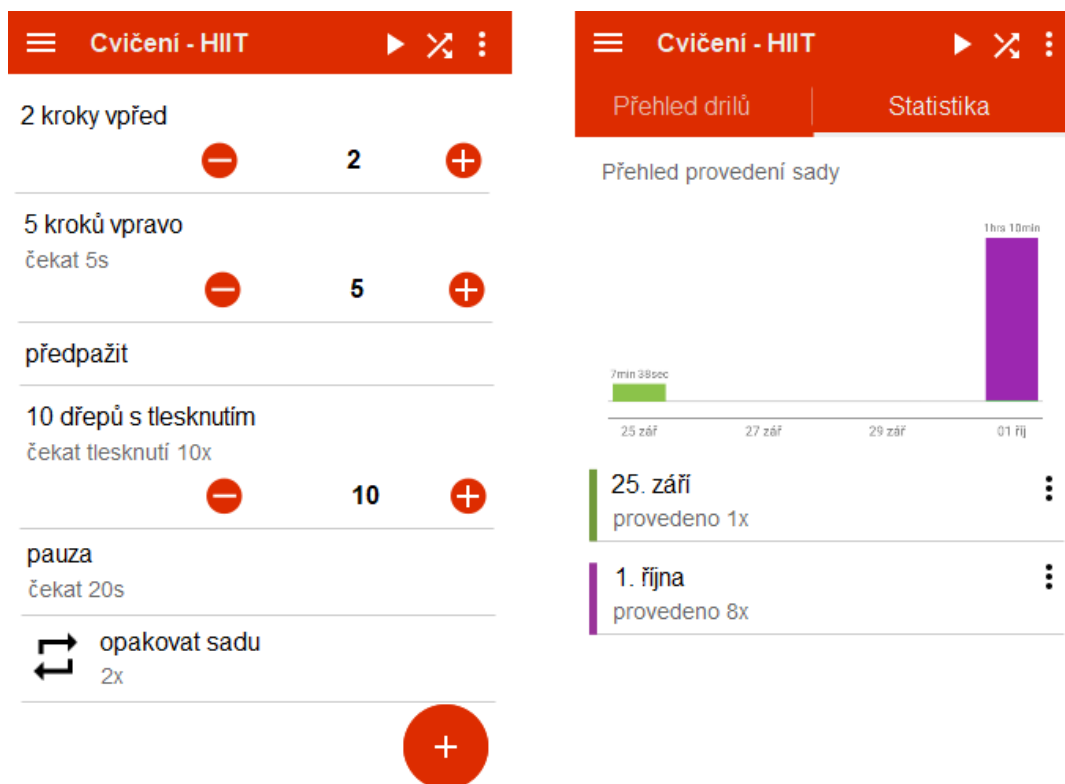 Cvičení - HIIT
2 kroky vpřed
2
5 kroků vpravo
čekat 5s
5
předpažit
10 dřepů s tlesknutím
čekat tlesknutí 10x
10
pauza
čekat 20s
opakovat sadu
2x
Cvičení - HIIT
Přehled drilů
Statistika
Přehled provedení sady
1hrs 10min
7min 38sec
25 zář 27 zář 29 zář 01 říj
25. září
provedeno 1x
1. října
provedeno 8x